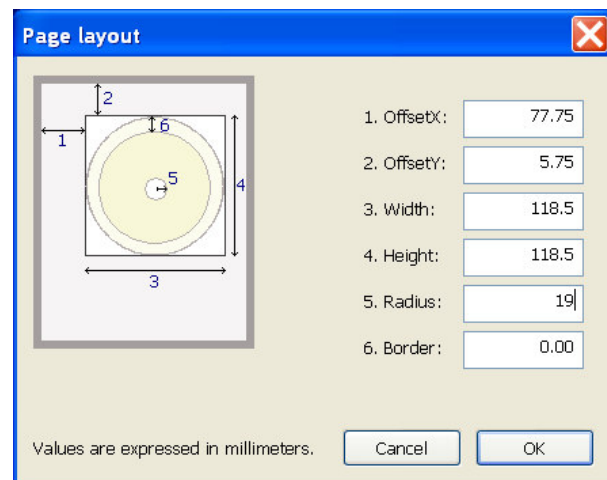 Page layout
2
6
1
5
4
3
1. OffsetX: 77.75
2. OffsetY: 5.75
3. Width: 118.5
4. Height: 118.5
5. Radius: 19
6. Border: 0.00
Values are expressed in millimeters. Cancel OK